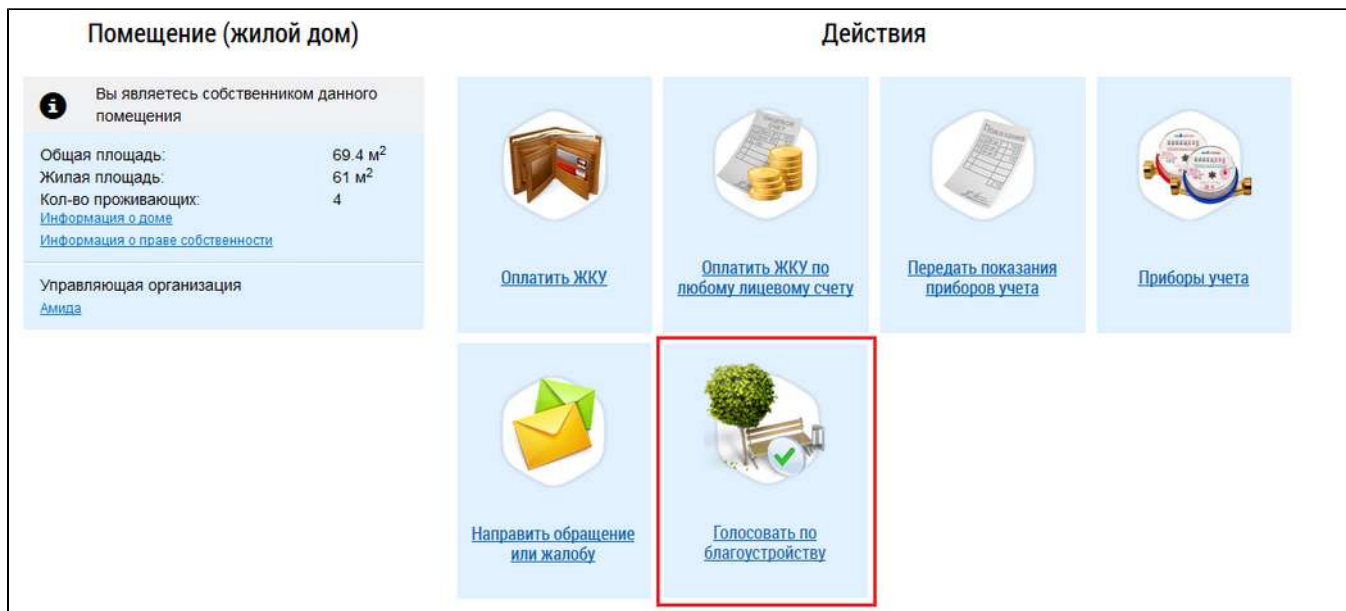 Помещение (жилой дом)
Действия
Вы являетесь собственником данного
помещения
Общая площадь: 69.4 м²
Жилая площадь: 61 м²
Кол-во проживающих: 4
Информация о доме
Информация о праве собственности
Управляющая организация
Амида
Оплатить ЖКУ
Оплатить ЖКУ по
любому лицевому счету
Передать показания
приборов учета
Приборы учета
Направить обращение
или жалобу
Голосовать по
благоустройству